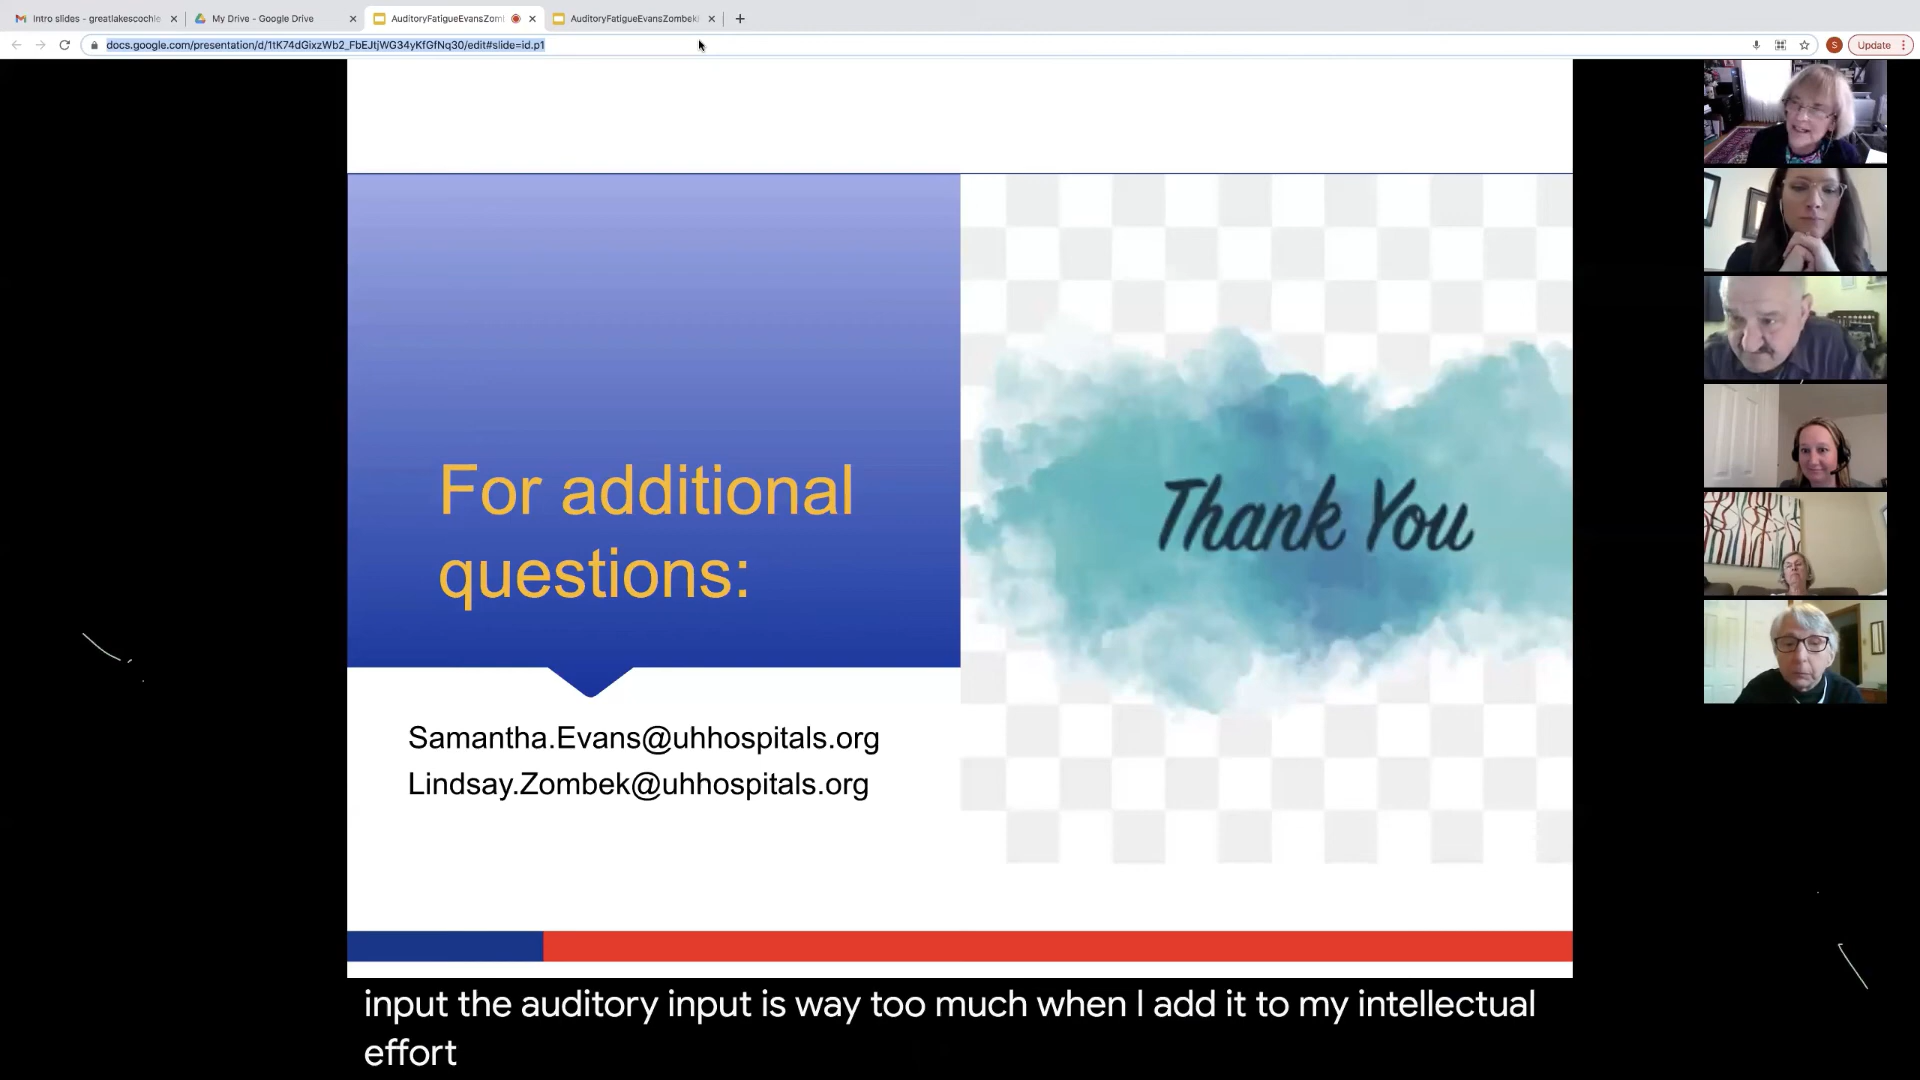 Intro slides - greatlakescochle
My Drive - Google Drive
AuditoryFatigueEvansZom
AuditoryFatigueEvansZombek
docs.google.com/presentation/d/1tK74dGixzWb2_FbEJtjWG34yKfGfNq30/edit#slide=id.p1
S
Update
For additional
questions:
Thank You
Samantha.Evans@uhhospitals.org
Lindsay.Zombek@uhhospitals.org
input the auditory input is way too much when I add it to my intellectual
effort